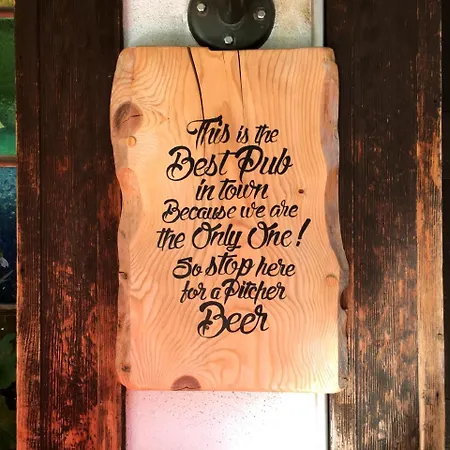 This is the
Best Pub
in town
Because we are
the Only One!
So stop here
for a Pitcher
Beer